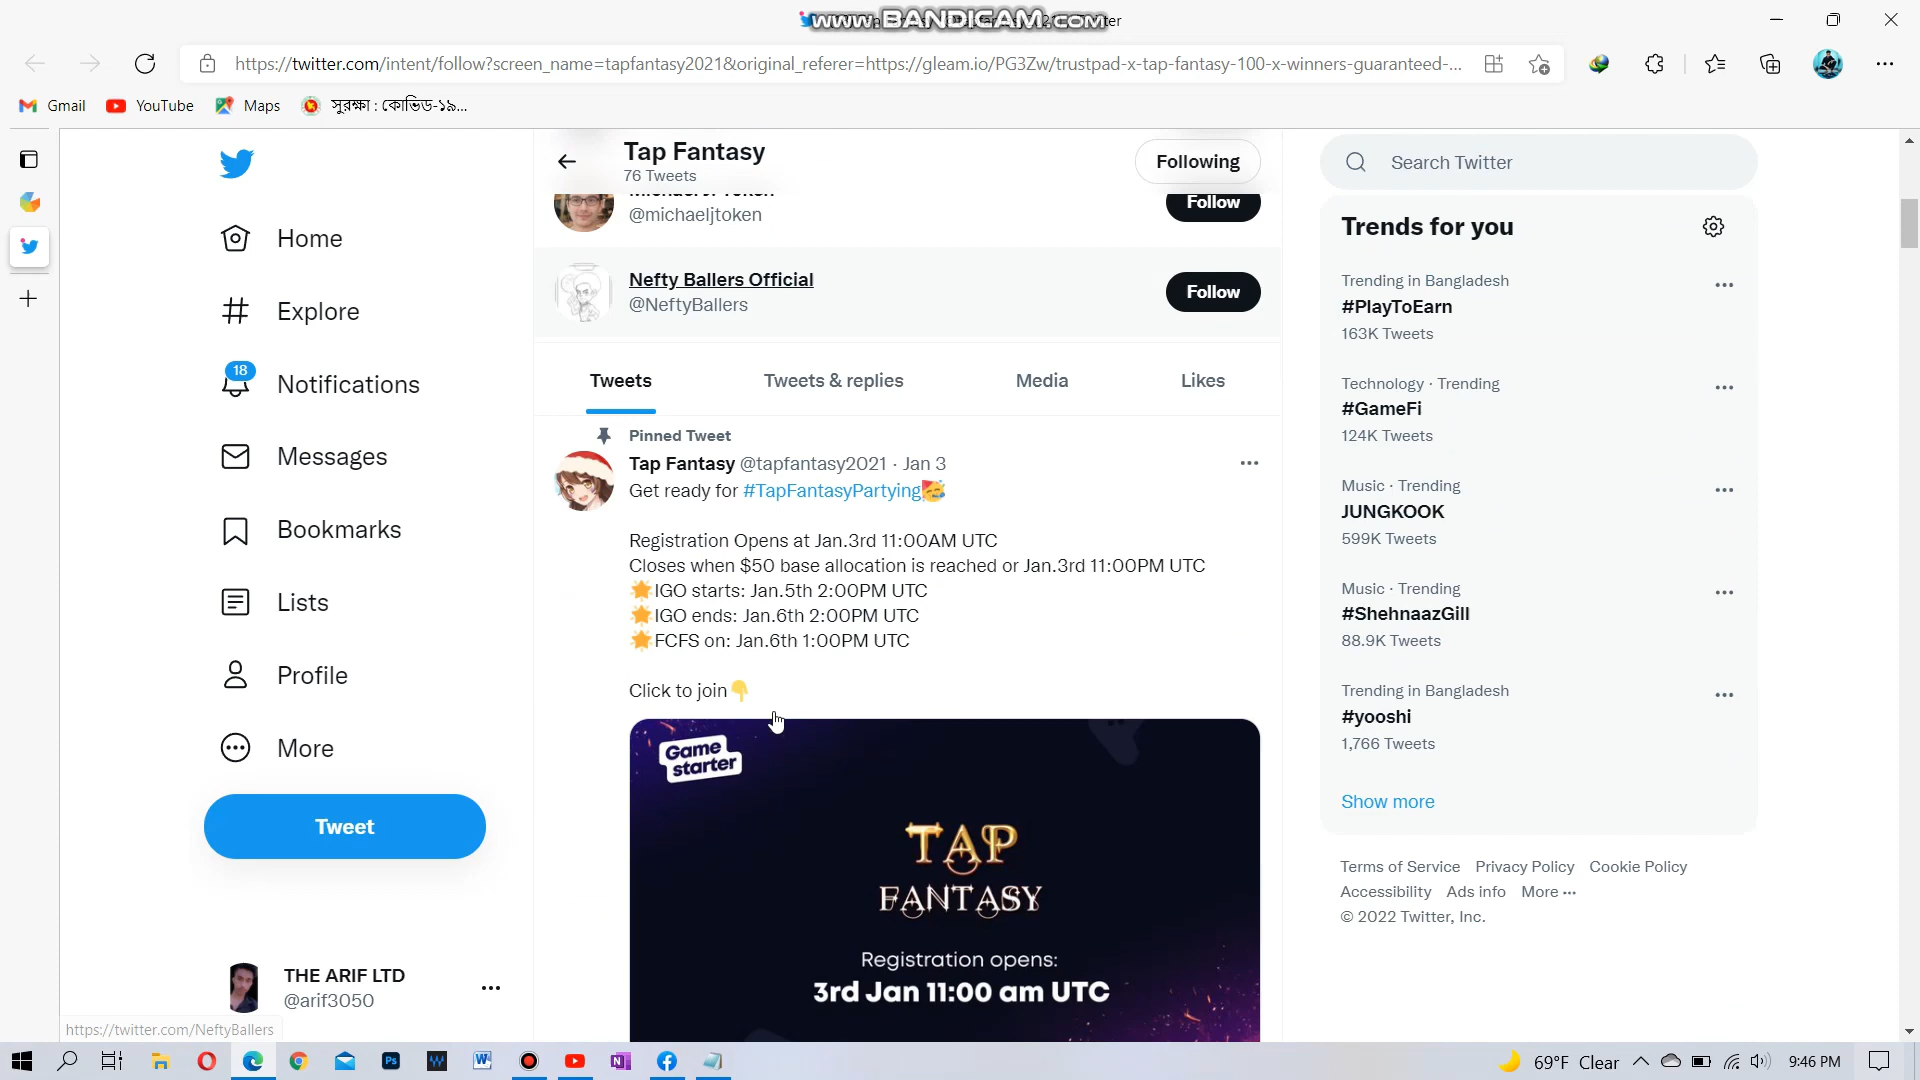 www.BANDICAM.com
https://twitter.com/intent/follow?screen_name=tapfantasy2021&original_referer=https://gleam.io/PG3Zw/trustpad-x-tap-fantasy-100-x-winners-guaranteed-...
Gmail YouTube Maps সুরক্ষা : কোভিড-১৯...
Tap Fantasy
76 Tweets
Following
Search Twitter
@michaeljtoken
Follow
Nefty Ballers Official
@NeftyBallers
Follow
Home
Explore
18
Notifications
Messages
Bookmarks
Lists
Profile
More
Tweet
THE ARIF LTD
@arif3050
https://twitter.com/NeftyBallers
Tweets Tweets & replies Media Likes
Pinned Tweet
Tap Fantasy @tapfantasy2021 · Jan 3
Get ready for #TapFantasyPartying🥳
Registration Opens at Jan.3rd 11:00AM UTC
Closes when $50 base allocation is reached or Jan.3rd 11:00PM UTC
🌟IGO starts: Jan.5th 2:00PM UTC
🌟IGO ends: Jan.6th 2:00PM UTC
🌟FCFS on: Jan.6th 1:00PM UTC
Click to join👇
Game
starter
TAP
FANTASY
Registration opens:
3rd Jan 11:00 am UTC
Trends for you
Trending in Bangladesh
#PlayToEarn
163K Tweets
Technology · Trending
#GameFi
124K Tweets
Music · Trending
JUNGKOOK
599K Tweets
Music · Trending
#ShehnaazGill
88.9K Tweets
Trending in Bangladesh
#yooshi
1,766 Tweets
Show more
Terms of Service Privacy Policy Cookie Policy
Accessibility Ads info More ···
© 2022 Twitter, Inc.
69°F Clear 9:46 PM